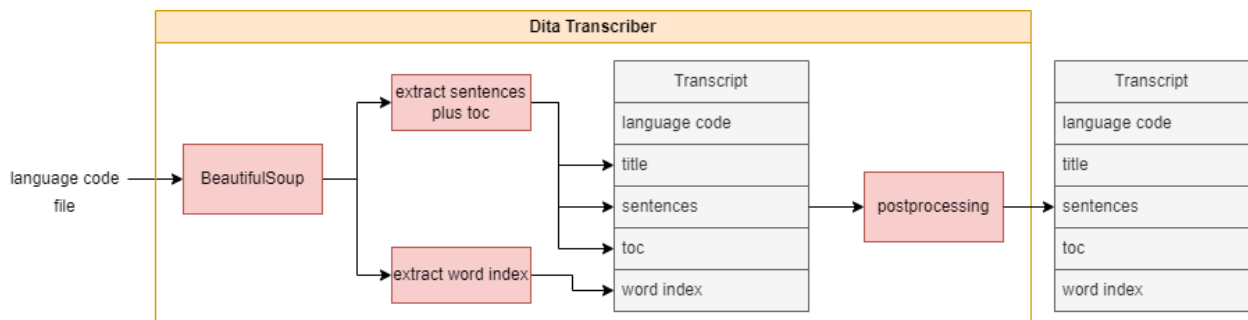 Dita Transcriber
language code
file
BeautifulSoup
extract sentences
plus toc
extract word index
Transcript
language code
title
sentences
toc
word index
postprocessing
Transcript
language code
title
sentences
toc
word index